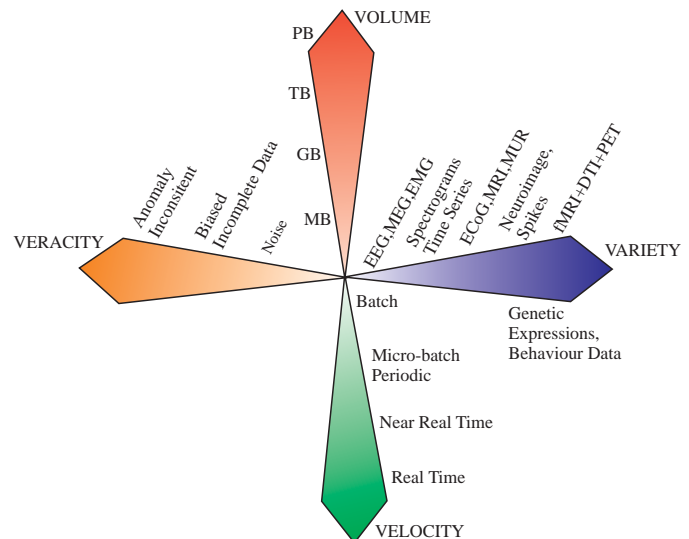 VOLUME
PB
TB
GB
MB
VERACITY
Anomaly
Inconsitent
Biased
Incomplete Data
Noise
EEG,MEG,EMG
Spectrograms
Time Series
ECoG,MRI,MUR
Neuroimage,
Spikes
fMRI+DTI+PET
VARIETY
Genetic
Expressions,
Behaviour Data
Batch
Micro-batch
Periodic
Near Real Time
Real Time
VELOCITY